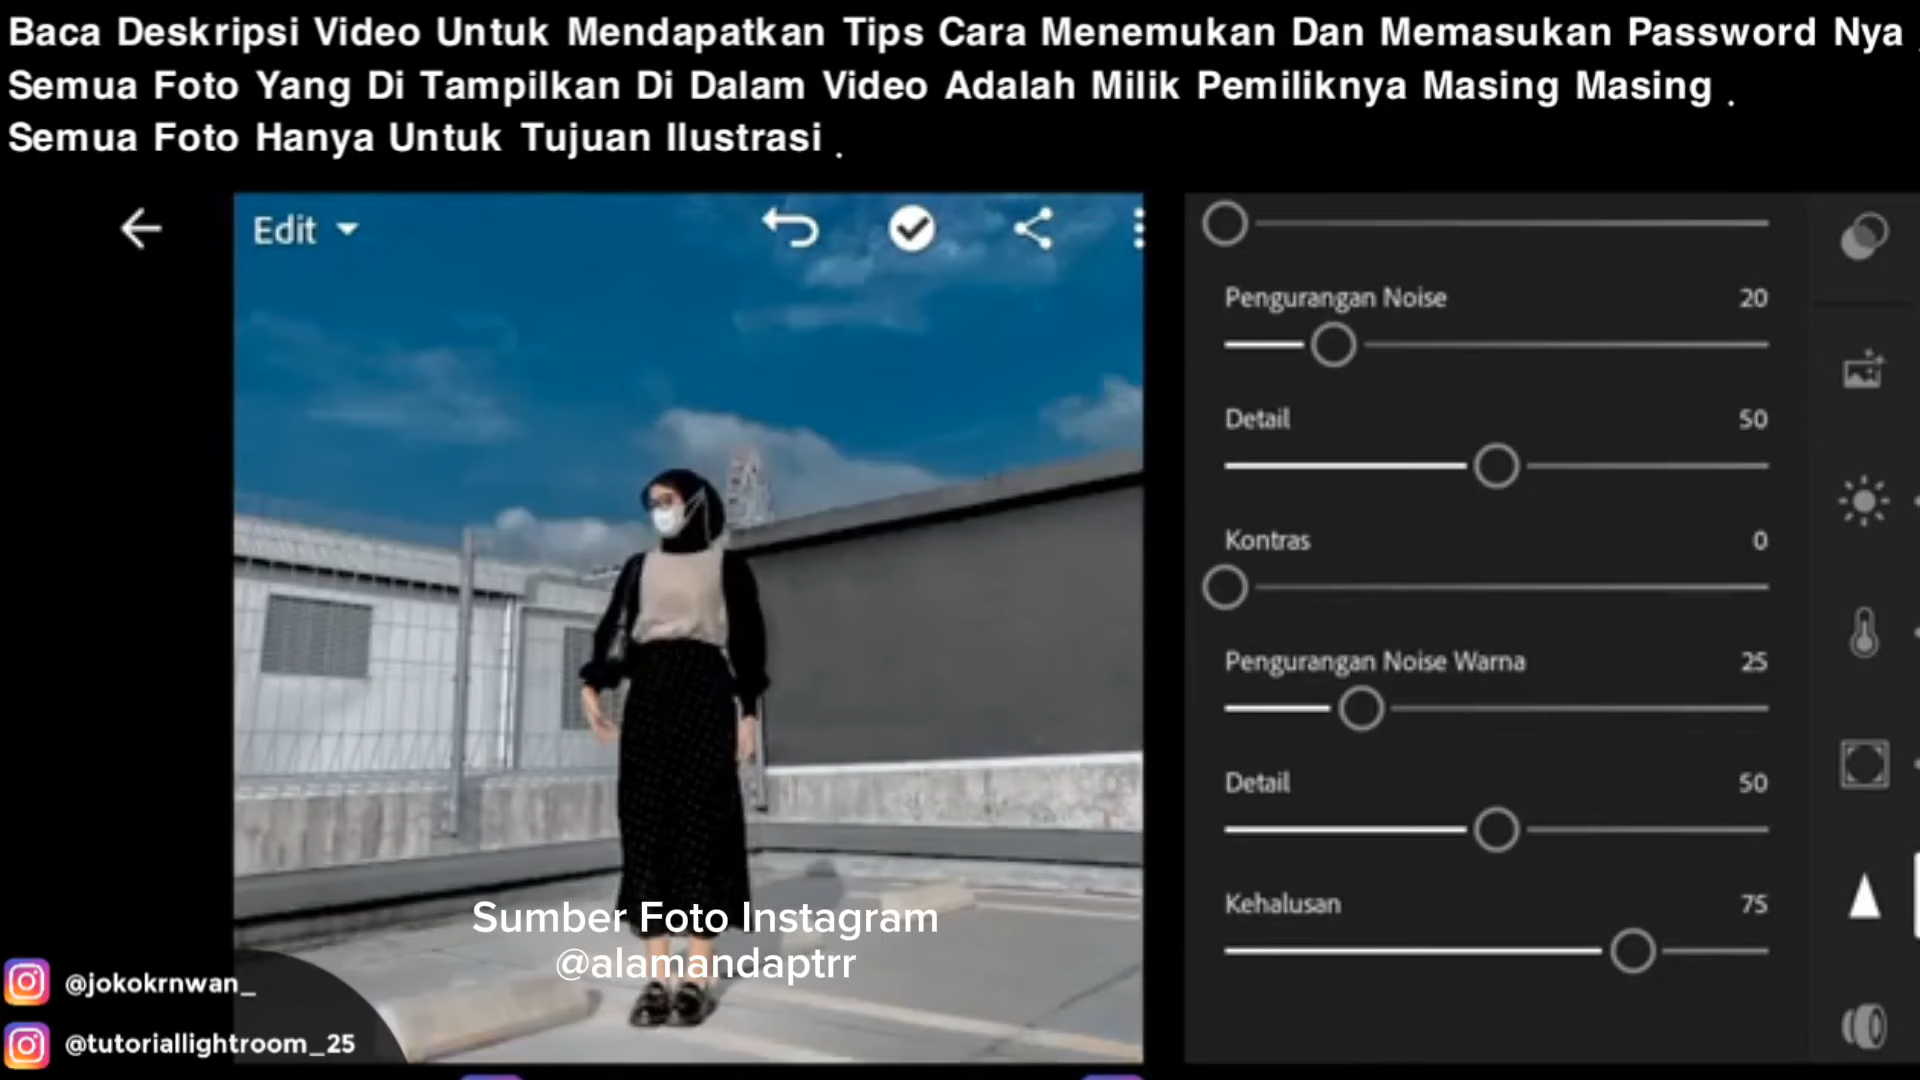 Baca Deskripsi Video Untuk Mendapatkan Tips Cara Menemukan Dan Memasukan Password Nya
Semua Foto Yang Di Tampilkan Di Dalam Video Adalah Milik Pemiliknya Masing Masing .
Semua Foto Hanya Untuk Tujuan Ilustrasi .
Edit
Pengurangan Noise 20
Detail 50
Kontras 0
Pengurangan Noise Warna 25
Detail 50
Kehalusan 75
Sumber Foto Instagram
@alamandaptrr
@jokokrnwan_
@tutoriallightroom_25